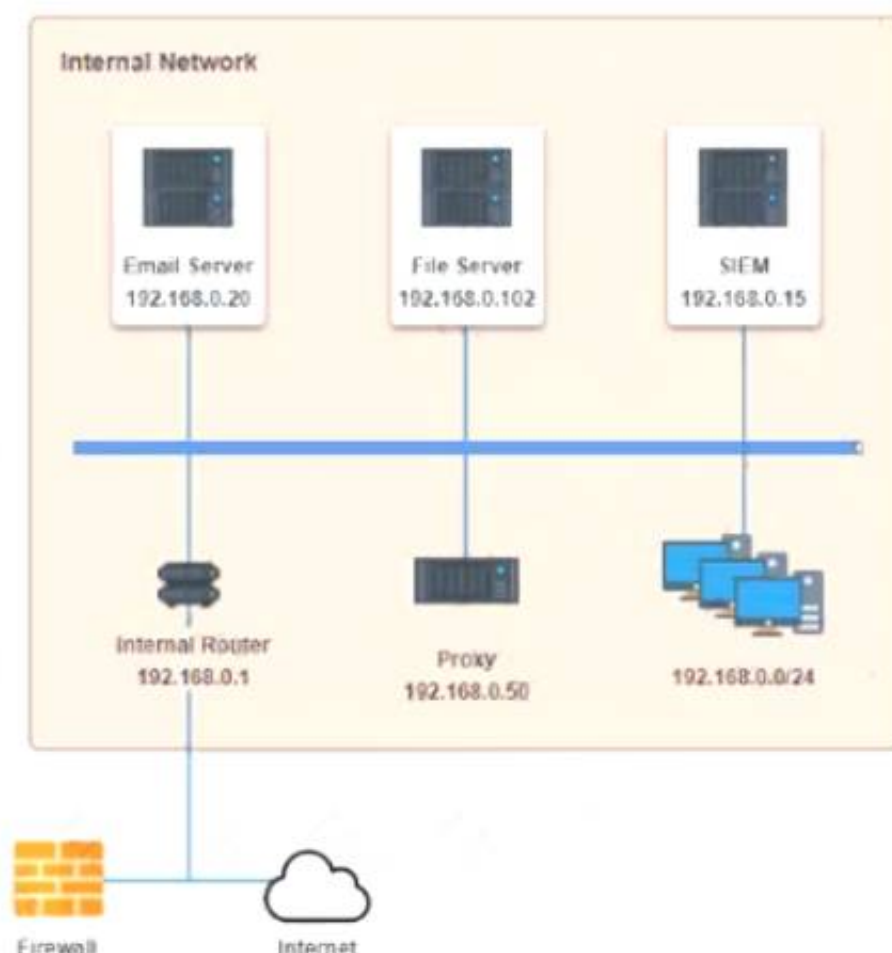 Internal Network
Email Server
192.168.0.20
File Server
192.168.0.102
SIEM
192.168.0.15
Internal Router
192.168.0.1
Proxy
192.168.0.50
192.168.0.0/24
Firewall
Internet